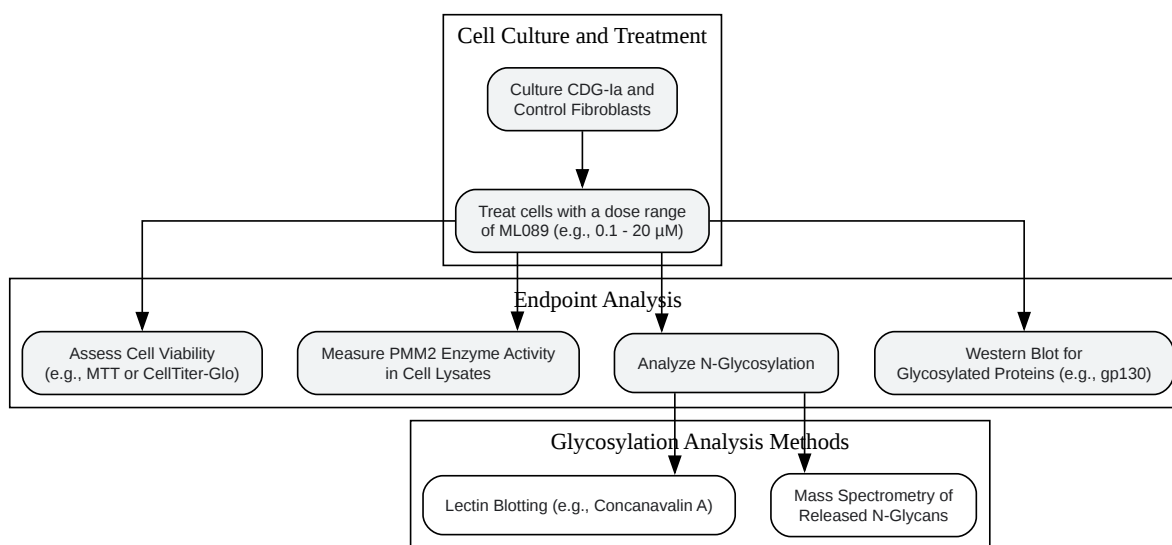 Cell Culture and Treatment
Culture CDG-Ia and
Control Fibroblasts
Treat cells with a dose range
of ML089 (e.g., 0.1 - 20 µM)
Endpoint Analysis
Assess Cell Viability
(e.g., MTT or CellTiter-Glo)
Measure PMM2 Enzyme Activity
in Cell Lysates
Analyze N-Glycosylation
Western Blot for
Glycosylated Proteins (e.g., gp130)
Glycosylation Analysis Methods
Lectin Blotting (e.g., Concanavalin A)
Mass Spectrometry of
Released N-Glycans